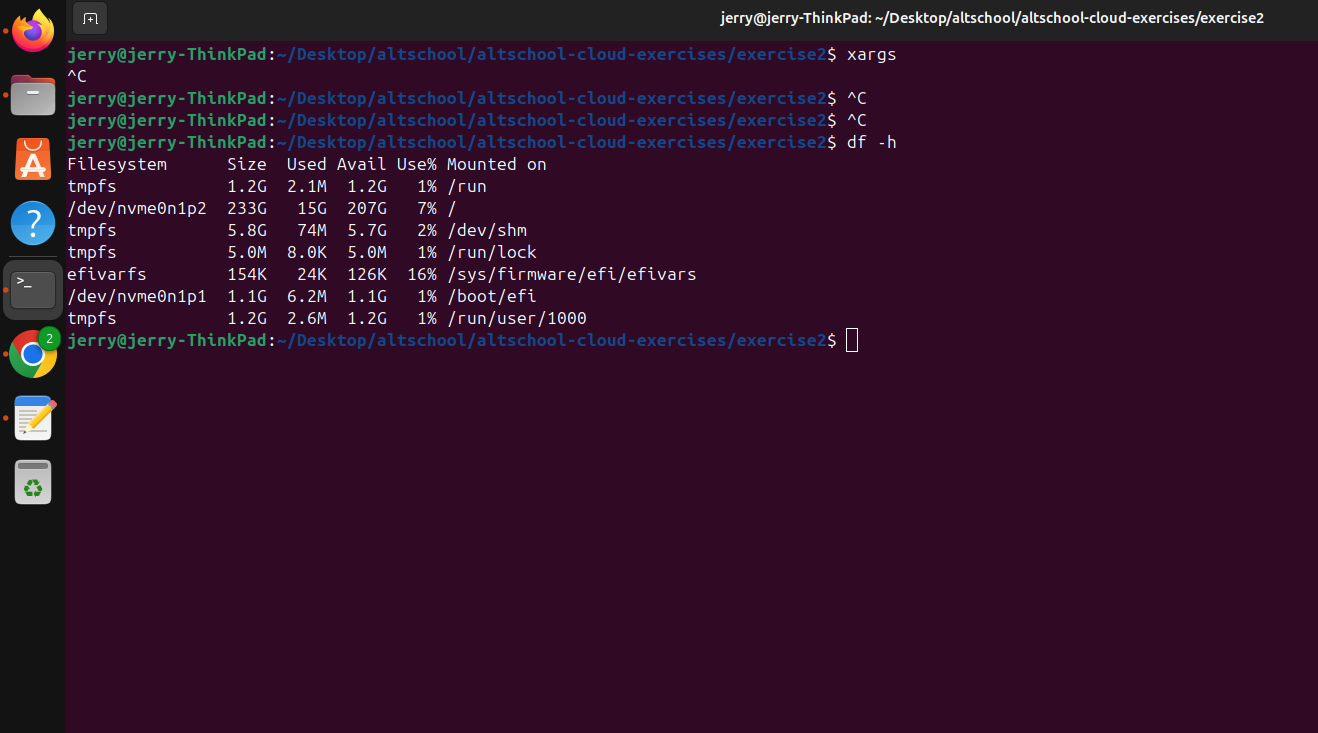 jerry@jerry-ThinkPad: ~/Desktop/altschool/altschool-cloud-exercises/exercise2
jerry@jerry-ThinkPad:~/Desktop/altschool/altschool-cloud-exercises/exercise2$ xargs
^C
jerry@jerry-ThinkPad:~/Desktop/altschool/altschool-cloud-exercises/exercise2$ ^C
jerry@jerry-ThinkPad:~/Desktop/altschool/altschool-cloud-exercises/exercise2$ ^C
jerry@jerry-ThinkPad:~/Desktop/altschool/altschool-cloud-exercises/exercise2$ df -h
Filesystem      Size  Used Avail Use% Mounted on
tmpfs           1.2G  2.1M  1.2G   1% /run
/dev/nvme0n1p2  233G   15G  207G   7% /
tmpfs           5.8G   74M  5.7G   2% /dev/shm
tmpfs           5.0M  8.0K  5.0M   1% /run/lock
efivarfs        154K   24K  126K  16% /sys/firmware/efi/efivars
/dev/nvme0n1p1  1.1G  6.2M  1.1G   1% /boot/efi
tmpfs           1.2G  2.6M  1.2G   1% /run/user/1000
jerry@jerry-ThinkPad:~/Desktop/altschool/altschool-cloud-exercises/exercise2$
?
>_
2